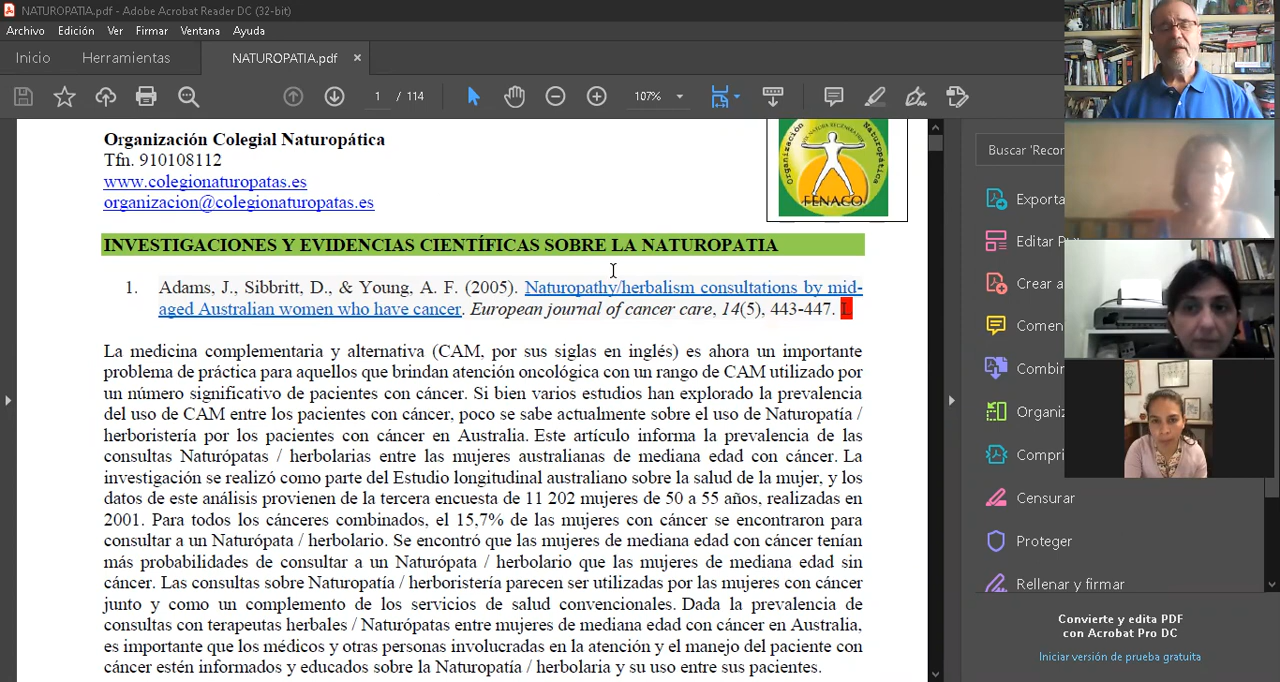 NATUROPATIA.pdf - Adobe Acrobat Reader DC (32-bit)
Archivo Edición Ver Firmar Ventana Ayuda
Inicio Herramientas NATUROPATIA.pdf ×
1 / 114 107%
Organización Colegial Naturopática
Tfn. 910108112
www.colegionaturopatas.es
organizacion@colegionaturopatas.es
Organización Naturopática
FENACO
INVESTIGACIONES Y EVIDENCIAS CIENTÍFICAS SOBRE LA NATUROPATIA
1. Adams, J., Sibbritt, D., & Young, A. F. (2005). Naturopathy/herbalism consultations by mid-
aged Australian women who have cancer. European journal of cancer care, 14(5), 443-447. L
La medicina complementaria y alternativa (CAM, por sus siglas en inglés) es ahora un importante
problema de práctica para aquellos que brindan atención oncológica con un rango de CAM utilizado por
un número significativo de pacientes con cáncer. Si bien varios estudios han explorado la prevalencia
del uso de CAM entre los pacientes con cáncer, poco se sabe actualmente sobre el uso de Naturopatía /
herboristería por los pacientes con cáncer en Australia. Este artículo informa la prevalencia de las
consultas Naturópatas / herbolarias entre las mujeres australianas de mediana edad con cáncer. La
investigación se realizó como parte del Estudio longitudinal australiano sobre la salud de la mujer, y los
datos de este análisis provienen de la tercera encuesta de 11 202 mujeres de 50 a 55 años, realizadas en
2001. Para todos los cánceres combinados, el 15,7% de las mujeres con cáncer se encontraron para
consultar a un Naturópata / herbolario. Se encontró que las mujeres de mediana edad con cáncer tenían
más probabilidades de consultar a un Naturópata / herbolario que las mujeres de mediana edad sin
cáncer. Las consultas sobre Naturopatía / herboristería parecen ser utilizadas por las mujeres con cáncer
junto y como un complemento de los servicios de salud convencionales. Dada la prevalencia de
consultas con terapeutas herbales / Naturópatas entre mujeres de mediana edad con cáncer en Australia,
es importante que los médicos y otras personas involucradas en la atención y el manejo del paciente con
cáncer estén informados y educados sobre la Naturopatía / herbolaria y su uso entre sus pacientes.
Buscar 'Recor
Exporta
Editar P
Crear a
Comen
Combin
Organi
Compri
Censurar
Proteger
Rellenar y firmar
Convierte y edita PDF
con Acrobat Pro DC
Iniciar versión de prueba gratuita